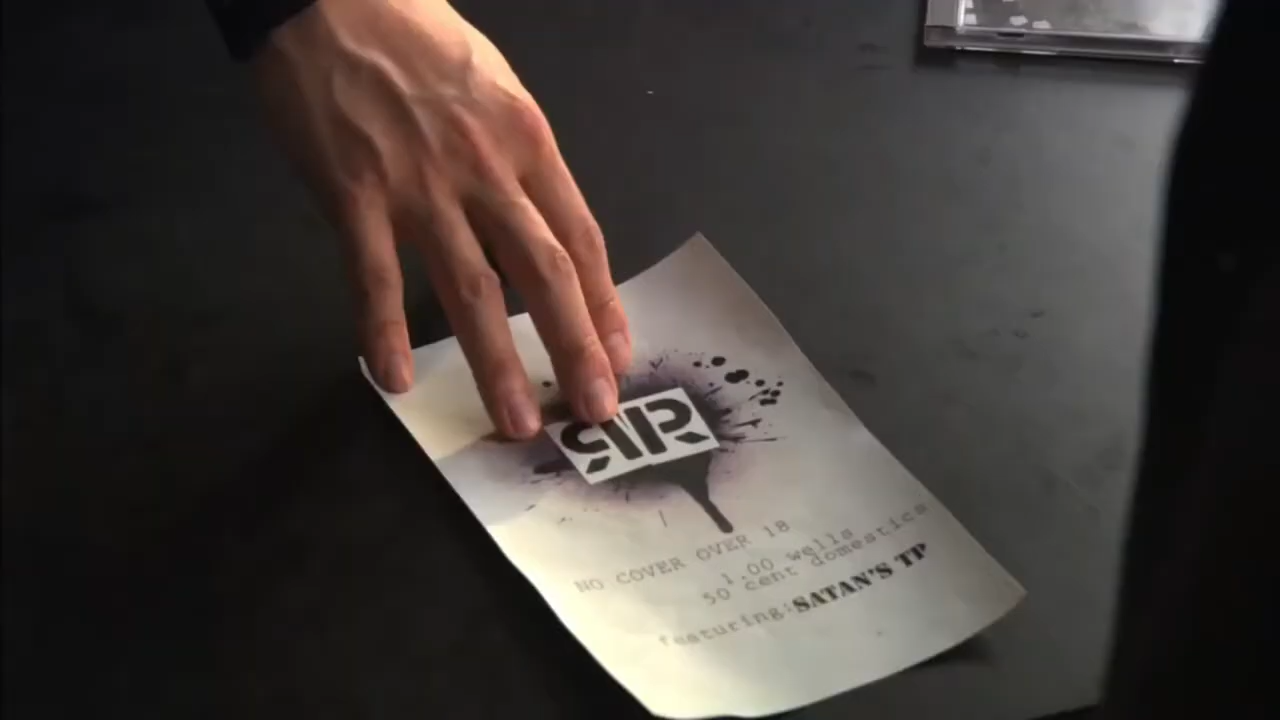 NO COVER OVER 18
1.00 wells
50 cent domestics
featuring: SATAN'S TP